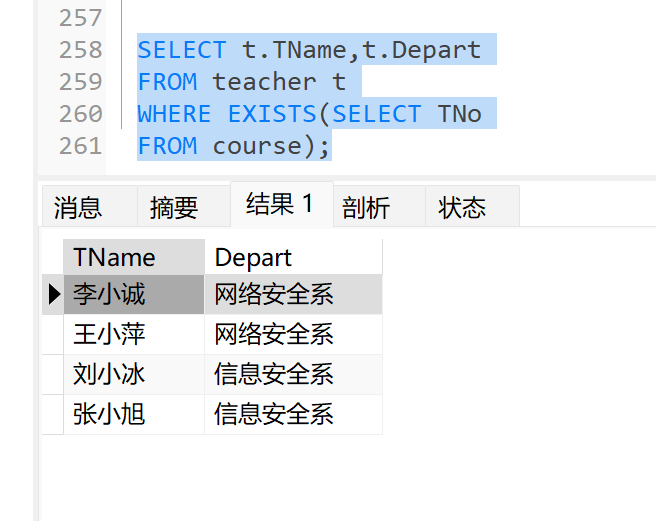 257
258 SELECT t.TName,t.Depart
259 FROM teacher t
260 WHERE EXISTS(SELECT TNo
261 FROM course);
消息 摘要 结果 1 剖析 状态
TName Depart
李小诚 网络安全系
王小萍 网络安全系
刘小冰 信息安全系
张小旭 信息安全系